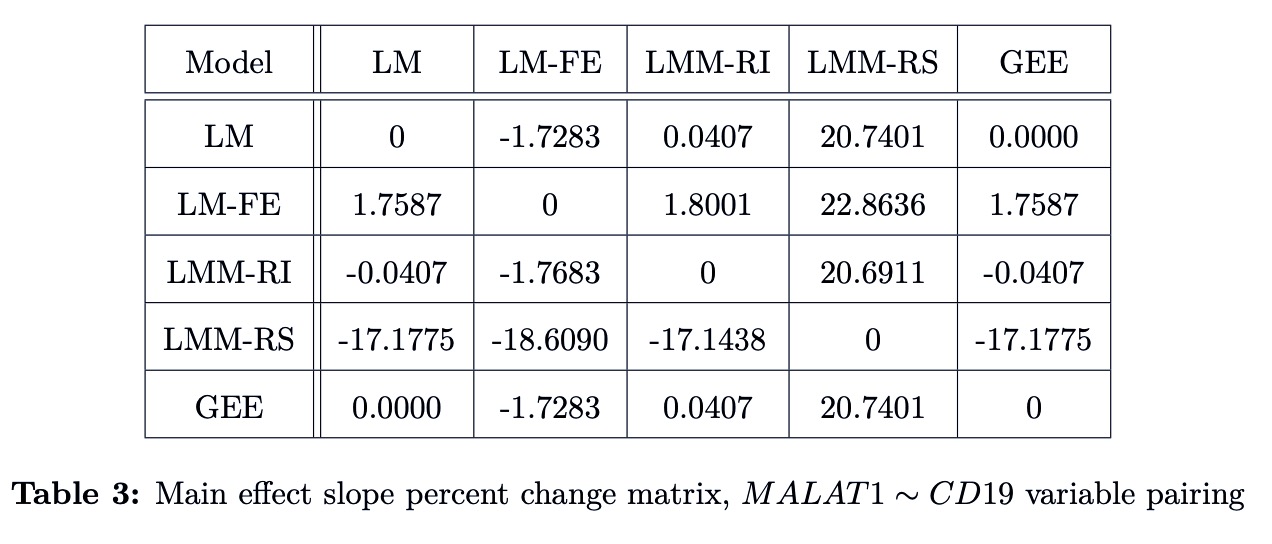 Model LM LM-FE LMM-RI LMM-RS GEE
LM 0 -1.7283 0.0407 20.7401 0.0000
LM-FE 1.7587 0 1.8001 22.8636 1.7587
LMM-RI -0.0407 -1.7683 0 20.6911 -0.0407
LMM-RS -17.1775 -18.6090 -17.1438 0 -17.1775
GEE 0.0000 -1.7283 0.0407 20.7401 0
Table 3: Main effect slope percent change matrix, MALAT1 ∼ CD19 variable pairing